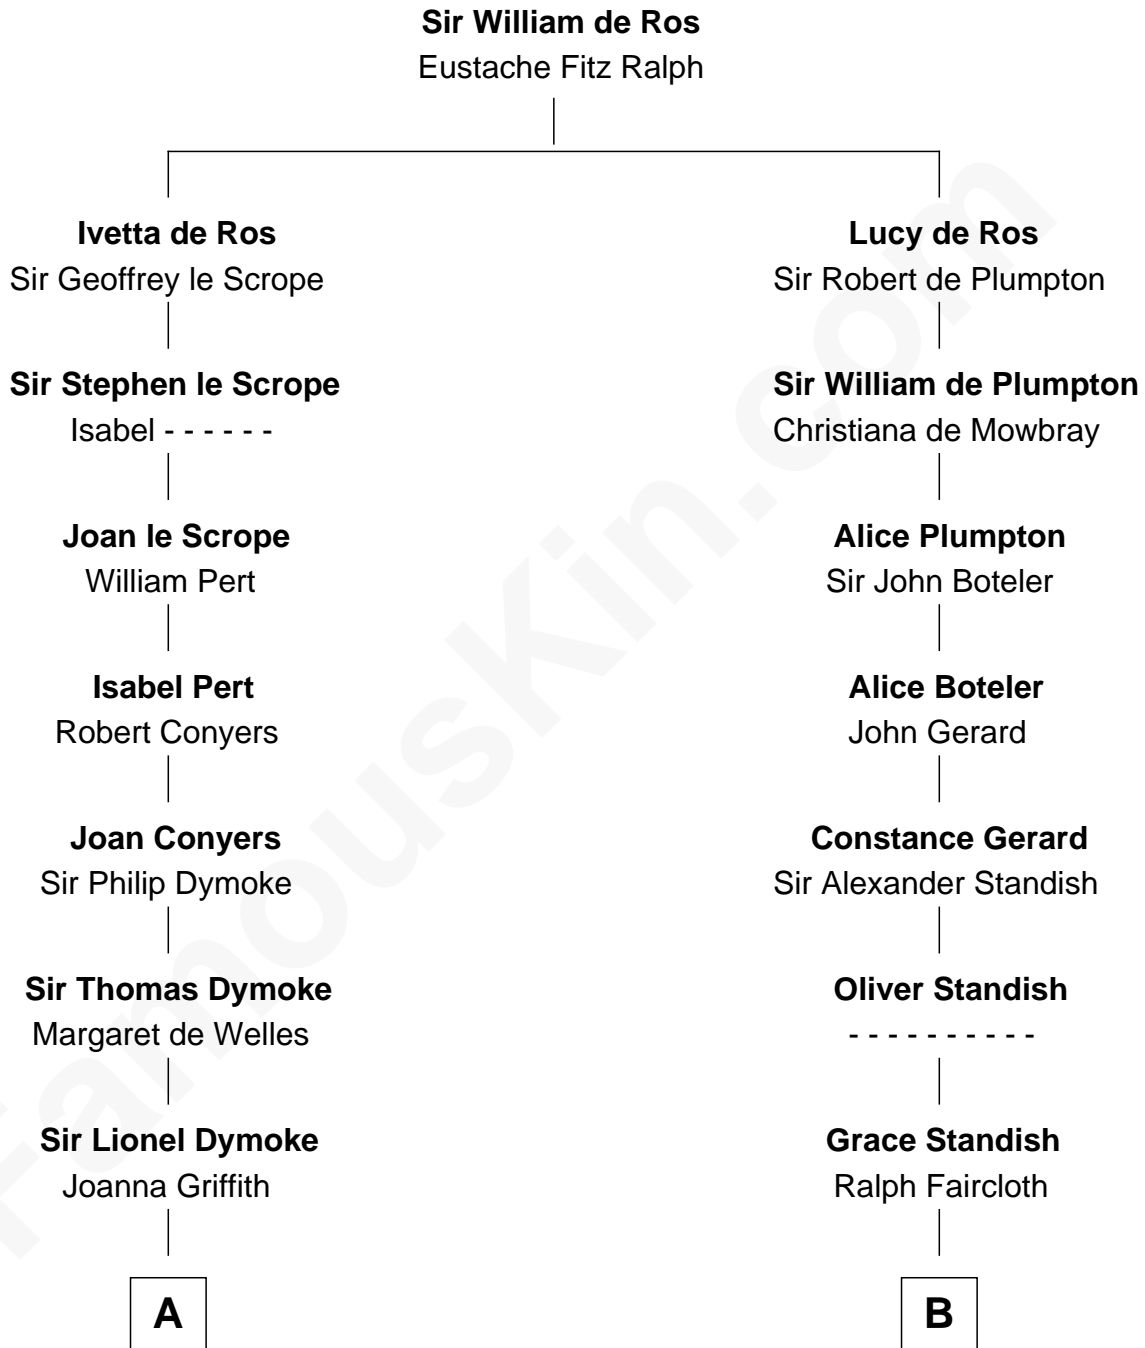 Sir William de Ros
Eustache Fitz Ralph
Ivetta de Ros
Sir Geoffrey le Scrope
Lucy de Ros
Sir Robert de Plumpton
Sir Stephen le Scrope
Isabel - - - - - -
Sir William de Plumpton
Christiana de Mowbray
Joan le Scrope
William Pert
Alice Plumpton
Sir John Boteler
Isabel Pert
Robert Conyers
Alice Boteler
John Gerard
Joan Conyers
Sir Philip Dymoke
Constance Gerard
Sir Alexander Standish
Sir Thomas Dymoke
Margaret de Welles
Oliver Standish
- - - - - - - - - -
Sir Lionel Dymoke
Joanna Griffith
Grace Standish
Ralph Faircloth
A
B
FamousKin.com